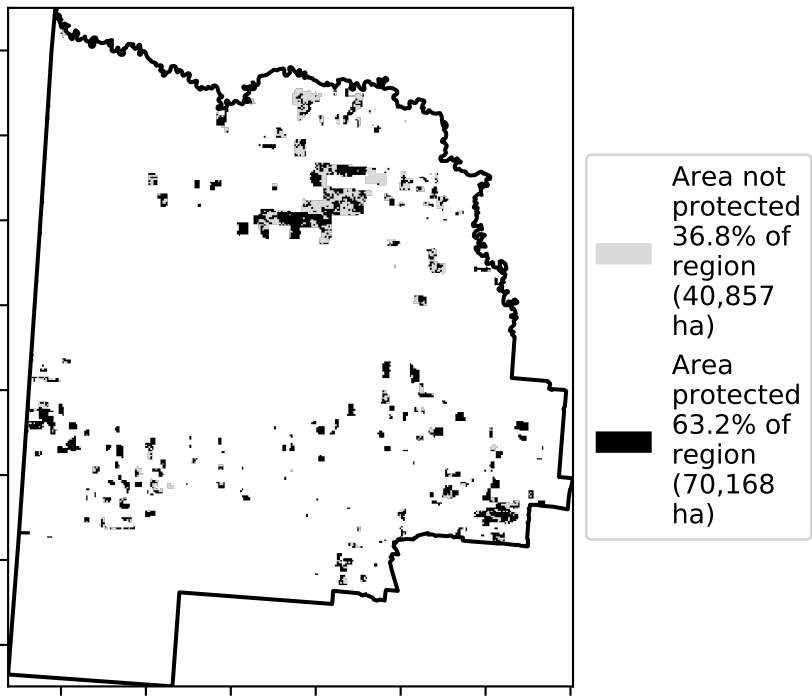 Area not
protected
36.8% of
region
(40,857
ha)
Area
protected
63.2% of
region
(70,168
ha)